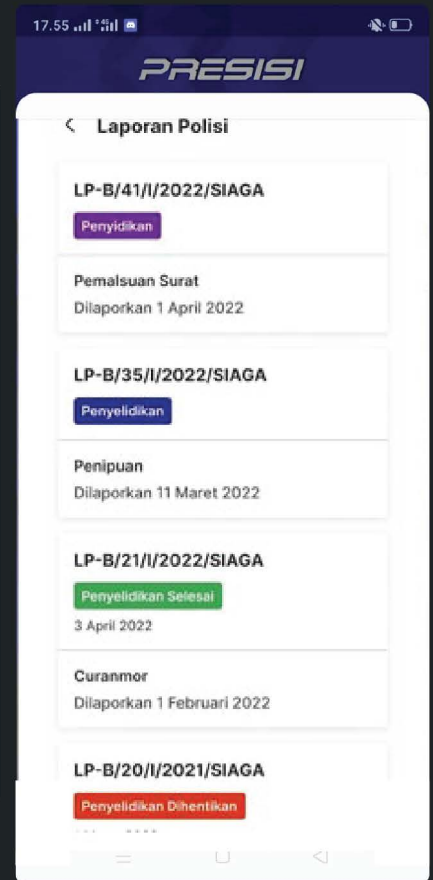 17.55
PRESISI
Laporan Polisi
LP-B/41/I/2022/SIAGA
Penyidikan
Pemalsuan Surat
Dilaporkan 1 April 2022
LP-B/35/I/2022/SIAGA
Penyelidikan
Penipuan
Dilaporkan 11 Maret 2022
LP-B/21/I/2022/SIAGA
Penyelidikan Selesai
3 April 2022
Curanmor
Dilaporkan 1 Februari 2022
LP-B/20/I/2021/SIAGA
Penyelidikan Dihentikan